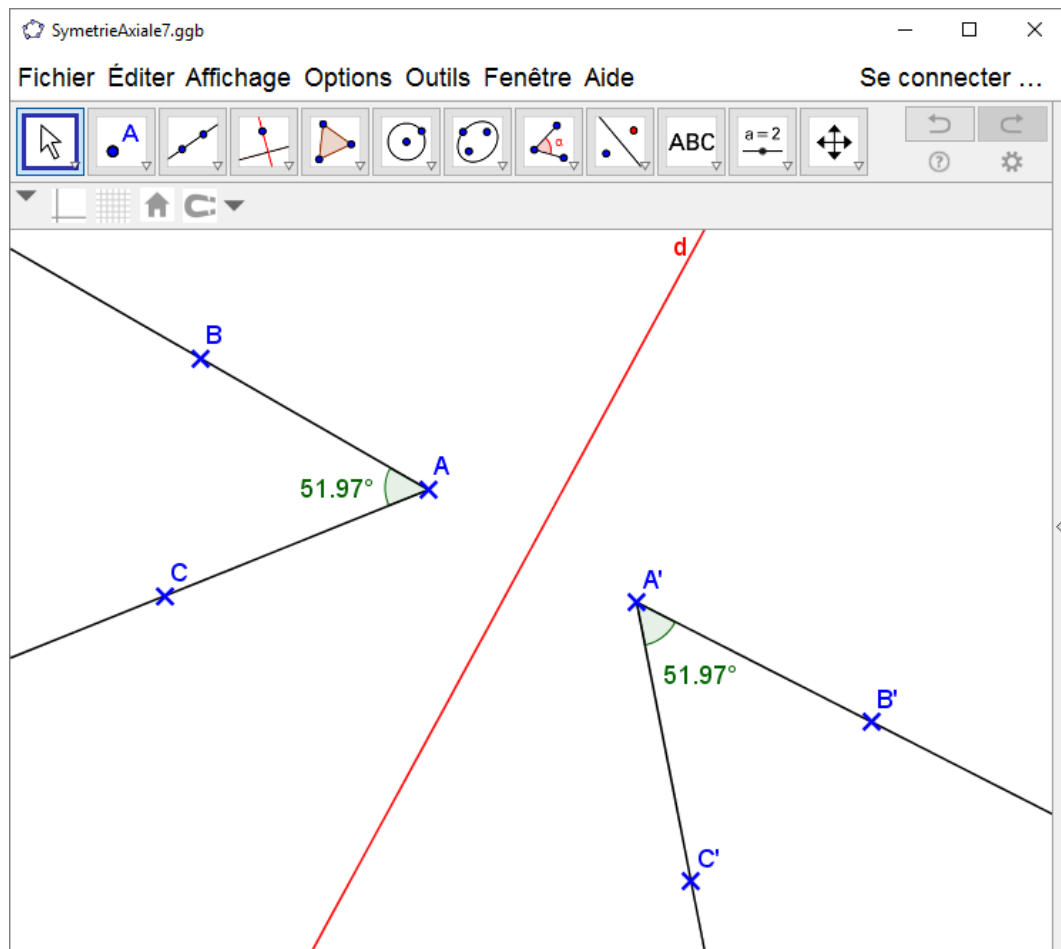 SymetrieAxiale7.ggb
Fichier Éditer Affichage Options Outils Fenêtre Aide Se connecter ...
A α ABC a=2
d
B
A
51.97°
C
A'
51.97°
B'
C'